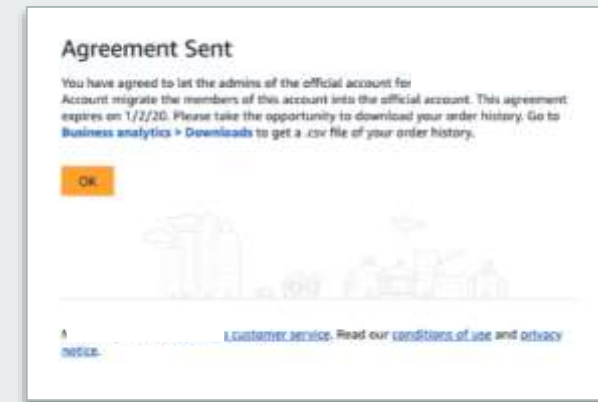 Agreement Sent
You have agreed to let the admins of the official account for
Account migrate the members of this account into the official account. This agreement
expires on 1/2/20. Please take the opportunity to download your order history. Go to
Business analytics > Downloads to get a .csv file of your order history.
OK
customer service. Read our conditions of use and privacy
notice.